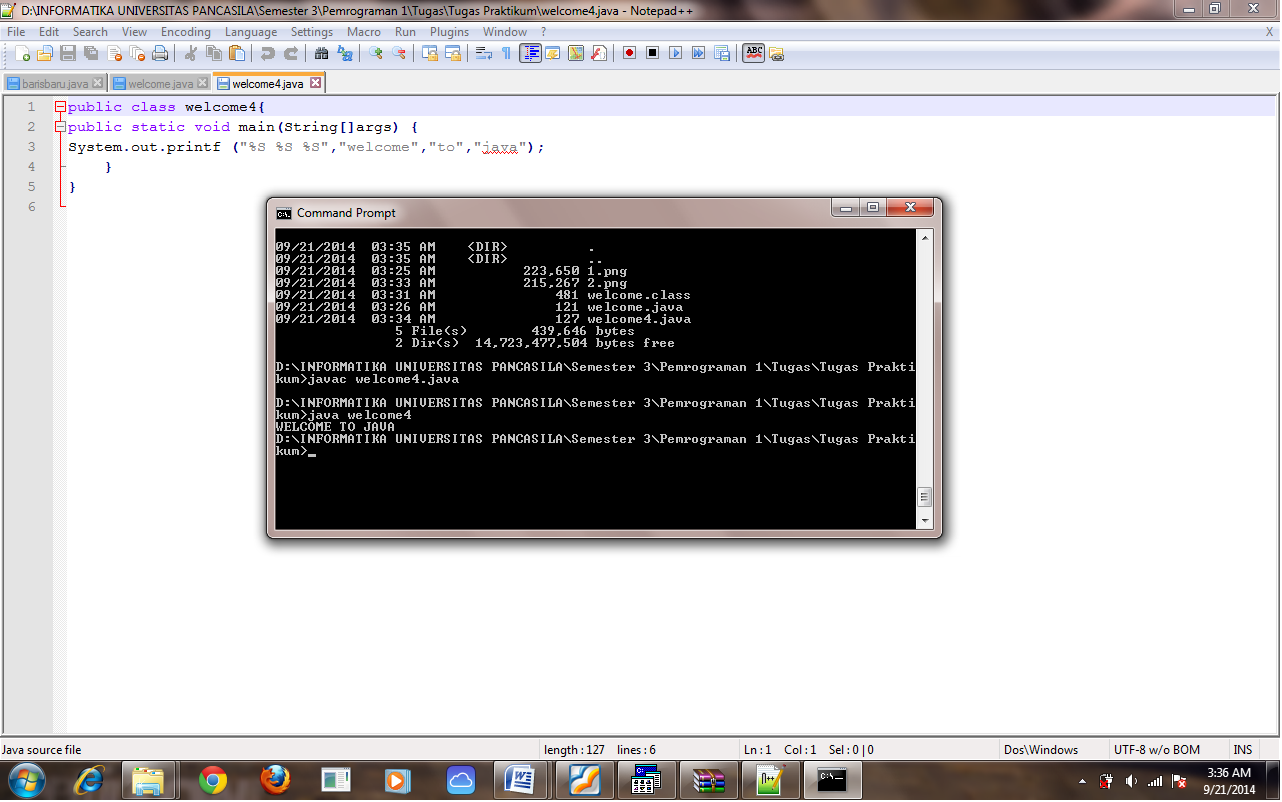 D:\INFORMATIKA UNIVERSITAS PANCASILA\Semester 3\Pemrograman 1\Tugas\Tugas Praktikum\welcome4.java - Notepad++
File Edit Search View Encoding Language Settings Macro Run Plugins Window ? X
barisbaru.java welcome.java welcome4.java
1 public class welcome4{
2 public static void main(String[]args) {
3 System.out.printf ("%S %S %S","welcome","to","java");
4 }
5 }
6
Command Prompt
09/21/2014 03:35 AM <DIR> .
09/21/2014 03:35 AM <DIR> ..
09/21/2014 03:25 AM 223,650 1.png
09/21/2014 03:33 AM 215,267 2.png
09/21/2014 03:31 AM 481 welcome.class
09/21/2014 03:26 AM 121 welcome.java
09/21/2014 03:34 AM 127 welcome4.java
5 File(s) 439,646 bytes
2 Dir(s) 14,723,477,504 bytes free
D:\INFORMATIKA UNIVERSITAS PANCASILA\Semester 3\Pemrograman 1\Tugas\Tugas Prakti
kum>javac welcome4.java
D:\INFORMATIKA UNIVERSITAS PANCASILA\Semester 3\Pemrograman 1\Tugas\Tugas Prakti
kum>java welcome4
WELCOME TO JAVA
D:\INFORMATIKA UNIVERSITAS PANCASILA\Semester 3\Pemrograman 1\Tugas\Tugas Prakti
kum>_
Java source file length : 127 lines : 6 Ln : 1 Col : 1 Sel : 0 | 0 Dos\Windows UTF-8 w/o BOM INS
3:36 AM
9/21/2014